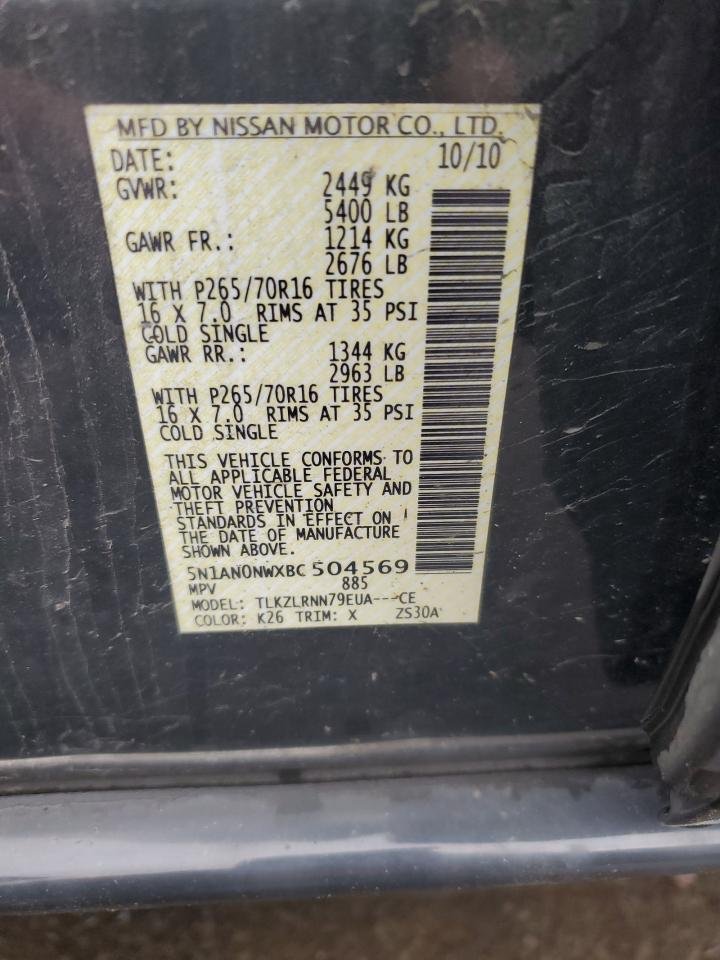 MFD BY NISSAN MOTOR CO., LTD.
DATE: 10/10
GVWR: 2449 KG
5400 LB
GAWR FR.: 1214 KG
2676 LB
WITH P265/70R16 TIRES
16 X 7.0 RIMS AT 35 PSI
COLD SINGLE
GAWR RR.: 1344 KG
2963 LB
WITH P265/70R16 TIRES
16 X 7.0 RIMS AT 35 PSI
COLD SINGLE
THIS VEHICLE CONFORMS TO
ALL APPLICABLE FEDERAL
MOTOR VEHICLE SAFETY AND
THEFT PREVENTION
STANDARDS IN EFFECT ON
THE DATE OF MANUFACTURE
SHOWN ABOVE.
5N1AN0NWXBC504569
MPV 885
MODEL: TLKZLRNN79EUA---CE
COLOR: K26 TRIM: X ZS30A